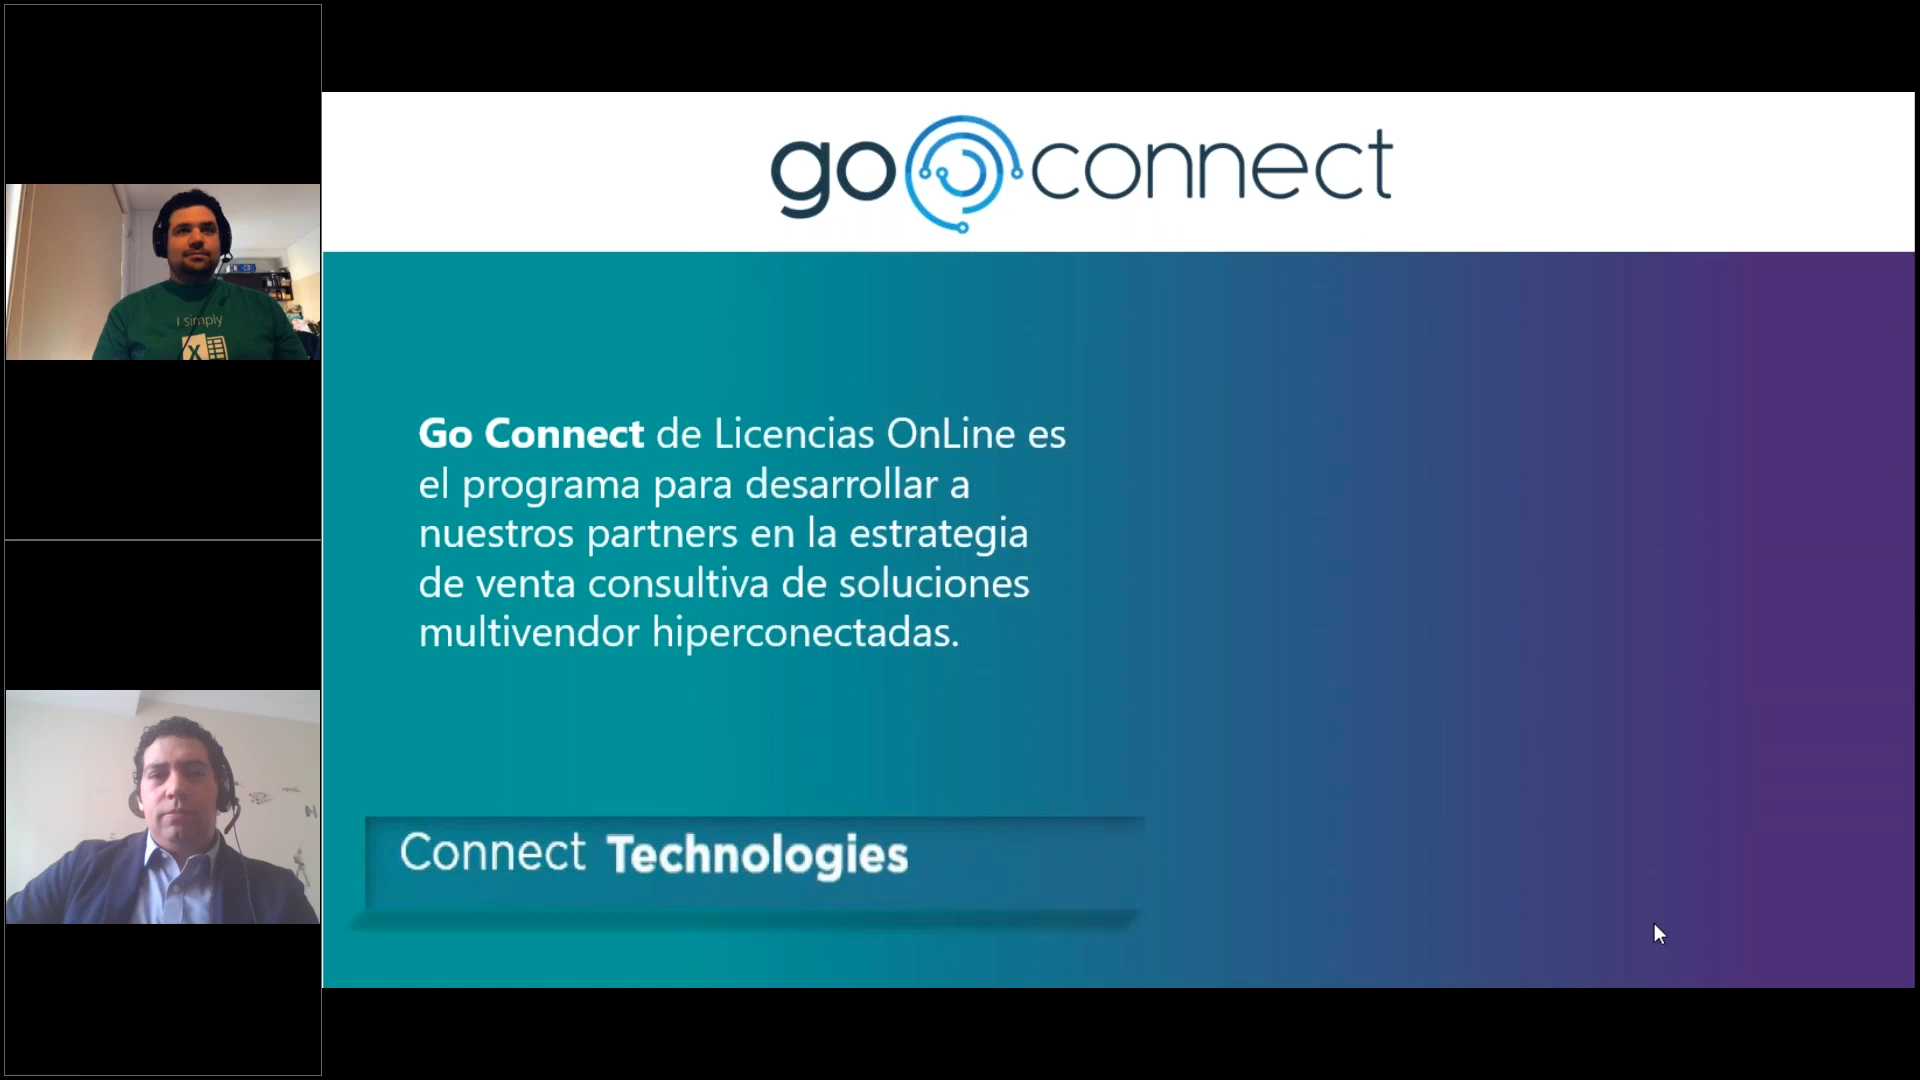 go connect
I simply
X
Go Connect de Licencias OnLine es
el programa para desarrollar a
nuestros partners en la estrategia
de venta consultiva de soluciones
multivendor hiperconectadas.
Connect Technologies